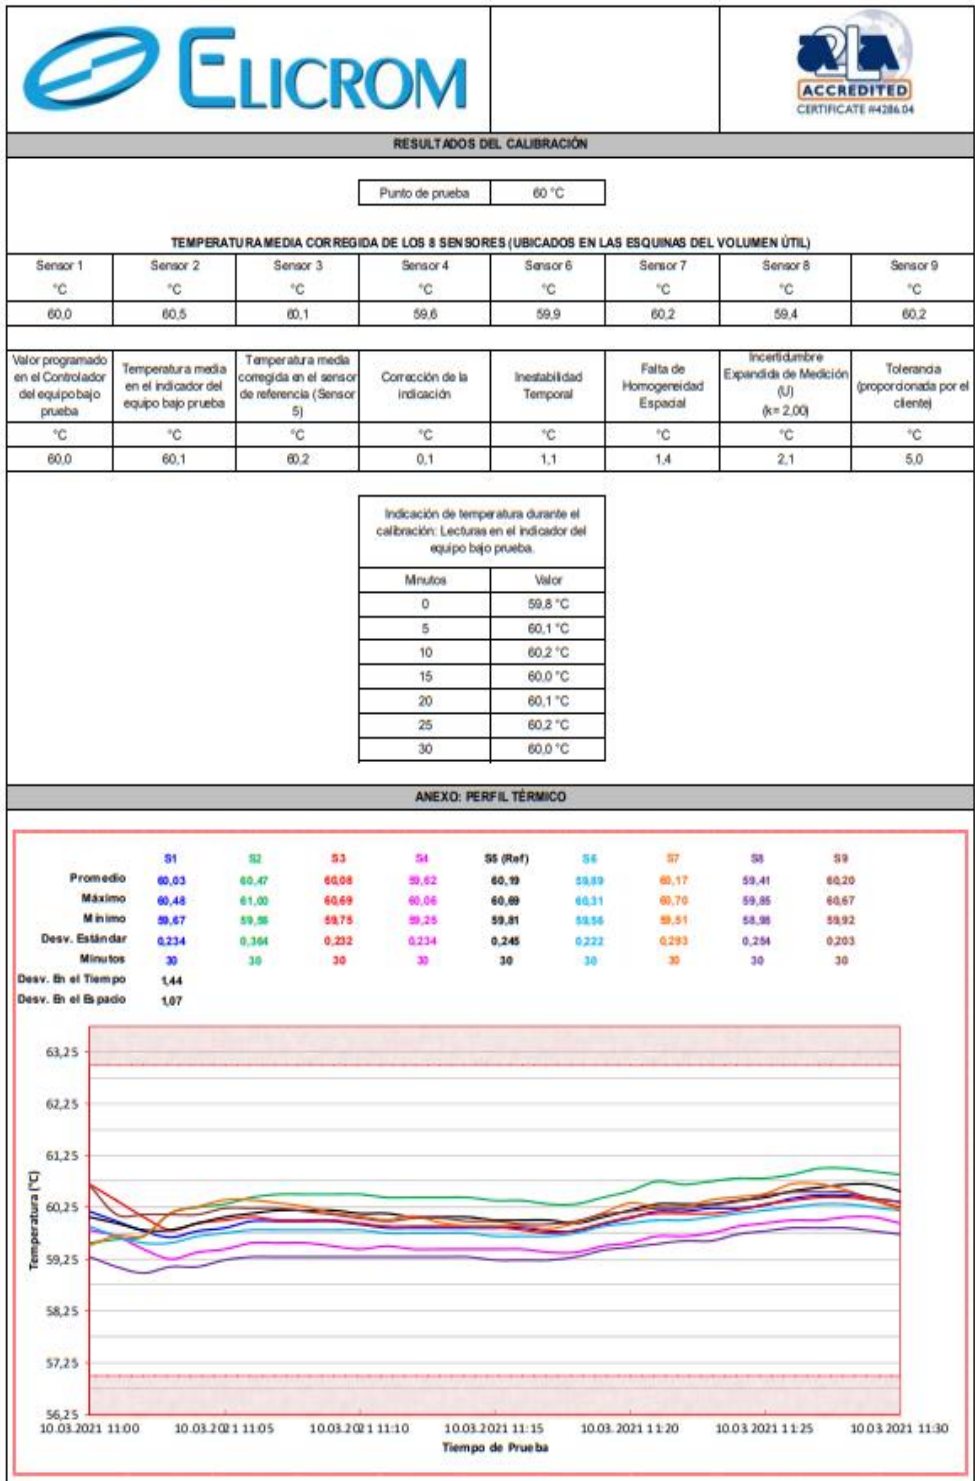 ELICROM
A2LA
ACCREDITED
CERTIFICATE #4286.04
RESULTADOS DEL CALIBRACIÓN
Punto de prueba 60 °C
TEMPERATURA MEDIA CORREGIDA DE LOS 8 SENSORES (UBICADOS EN LAS ESQUINAS DEL VOLUMEN ÚTIL)
Sensor 1 Sensor 2 Sensor 3 Sensor 4 Sensor 6 Sensor 7 Sensor 8 Sensor 9
°C °C °C °C °C °C °C °C
60,0 60,5 60,1 59,6 59,9 60,2 59,4 60,2
Valor programado en el Controlador del equipo bajo prueba
Temperatura media en el indicador del equipo bajo prueba
Temperatura media corregida en el sensor de referencia (Sensor 5)
Corrección de la indicación
Inestabilidad Temporal
Falta de Homogeneidad Espacial
Incertidumbre Expandida de Medición (U) (k= 2,00)
Tolerancia (proporcionada por el cliente)
°C °C °C °C °C °C °C °C
60,0 60,1 60,2 0,1 1,1 1,4 2,1 5,0
Indicación de temperatura durante el
calibración: Lecturas en el indicador del
equipo bajo prueba.
Minutos Valor
0 59,8 °C
5 60,1 °C
10 60,2 °C
15 60,0 °C
20 60,1 °C
25 60,2 °C
30 60,0 °C
ANEXO: PERFIL TÉRMICO
S1 S2 S3 S4 S5 (Ref) S6 S7 S8 S9
Promedio 60,03 60,47 60,08 59,62 60,19 59,89 60,17 59,41 60,20
Máximo 60,48 61,00 60,69 60,06 60,69 60,31 60,70 59,85 60,67
Mínimo 59,67 59,56 59,75 59,25 59,81 59,56 59,51 58,98 59,92
Desv. Estándar 0,234 0,364 0,232 0,234 0,245 0,222 0,293 0,254 0,203
Minutos 30 30 30 30 30 30 30 30 30
Desv. En el Tiempo 1,44
Desv. En el Espacio 1,07
63,25
62,25
61,25
60,25
59,25
58,25
57,25
56,25
Temperatura (°C)
10.03.2021 11:00 10.03.2021 11:05 10.03.2021 11:10 10.03.2021 11:15 10.03.2021 11:20 10.03.2021 11:25 10.03.2021 11:30
Tiempo de Prueba